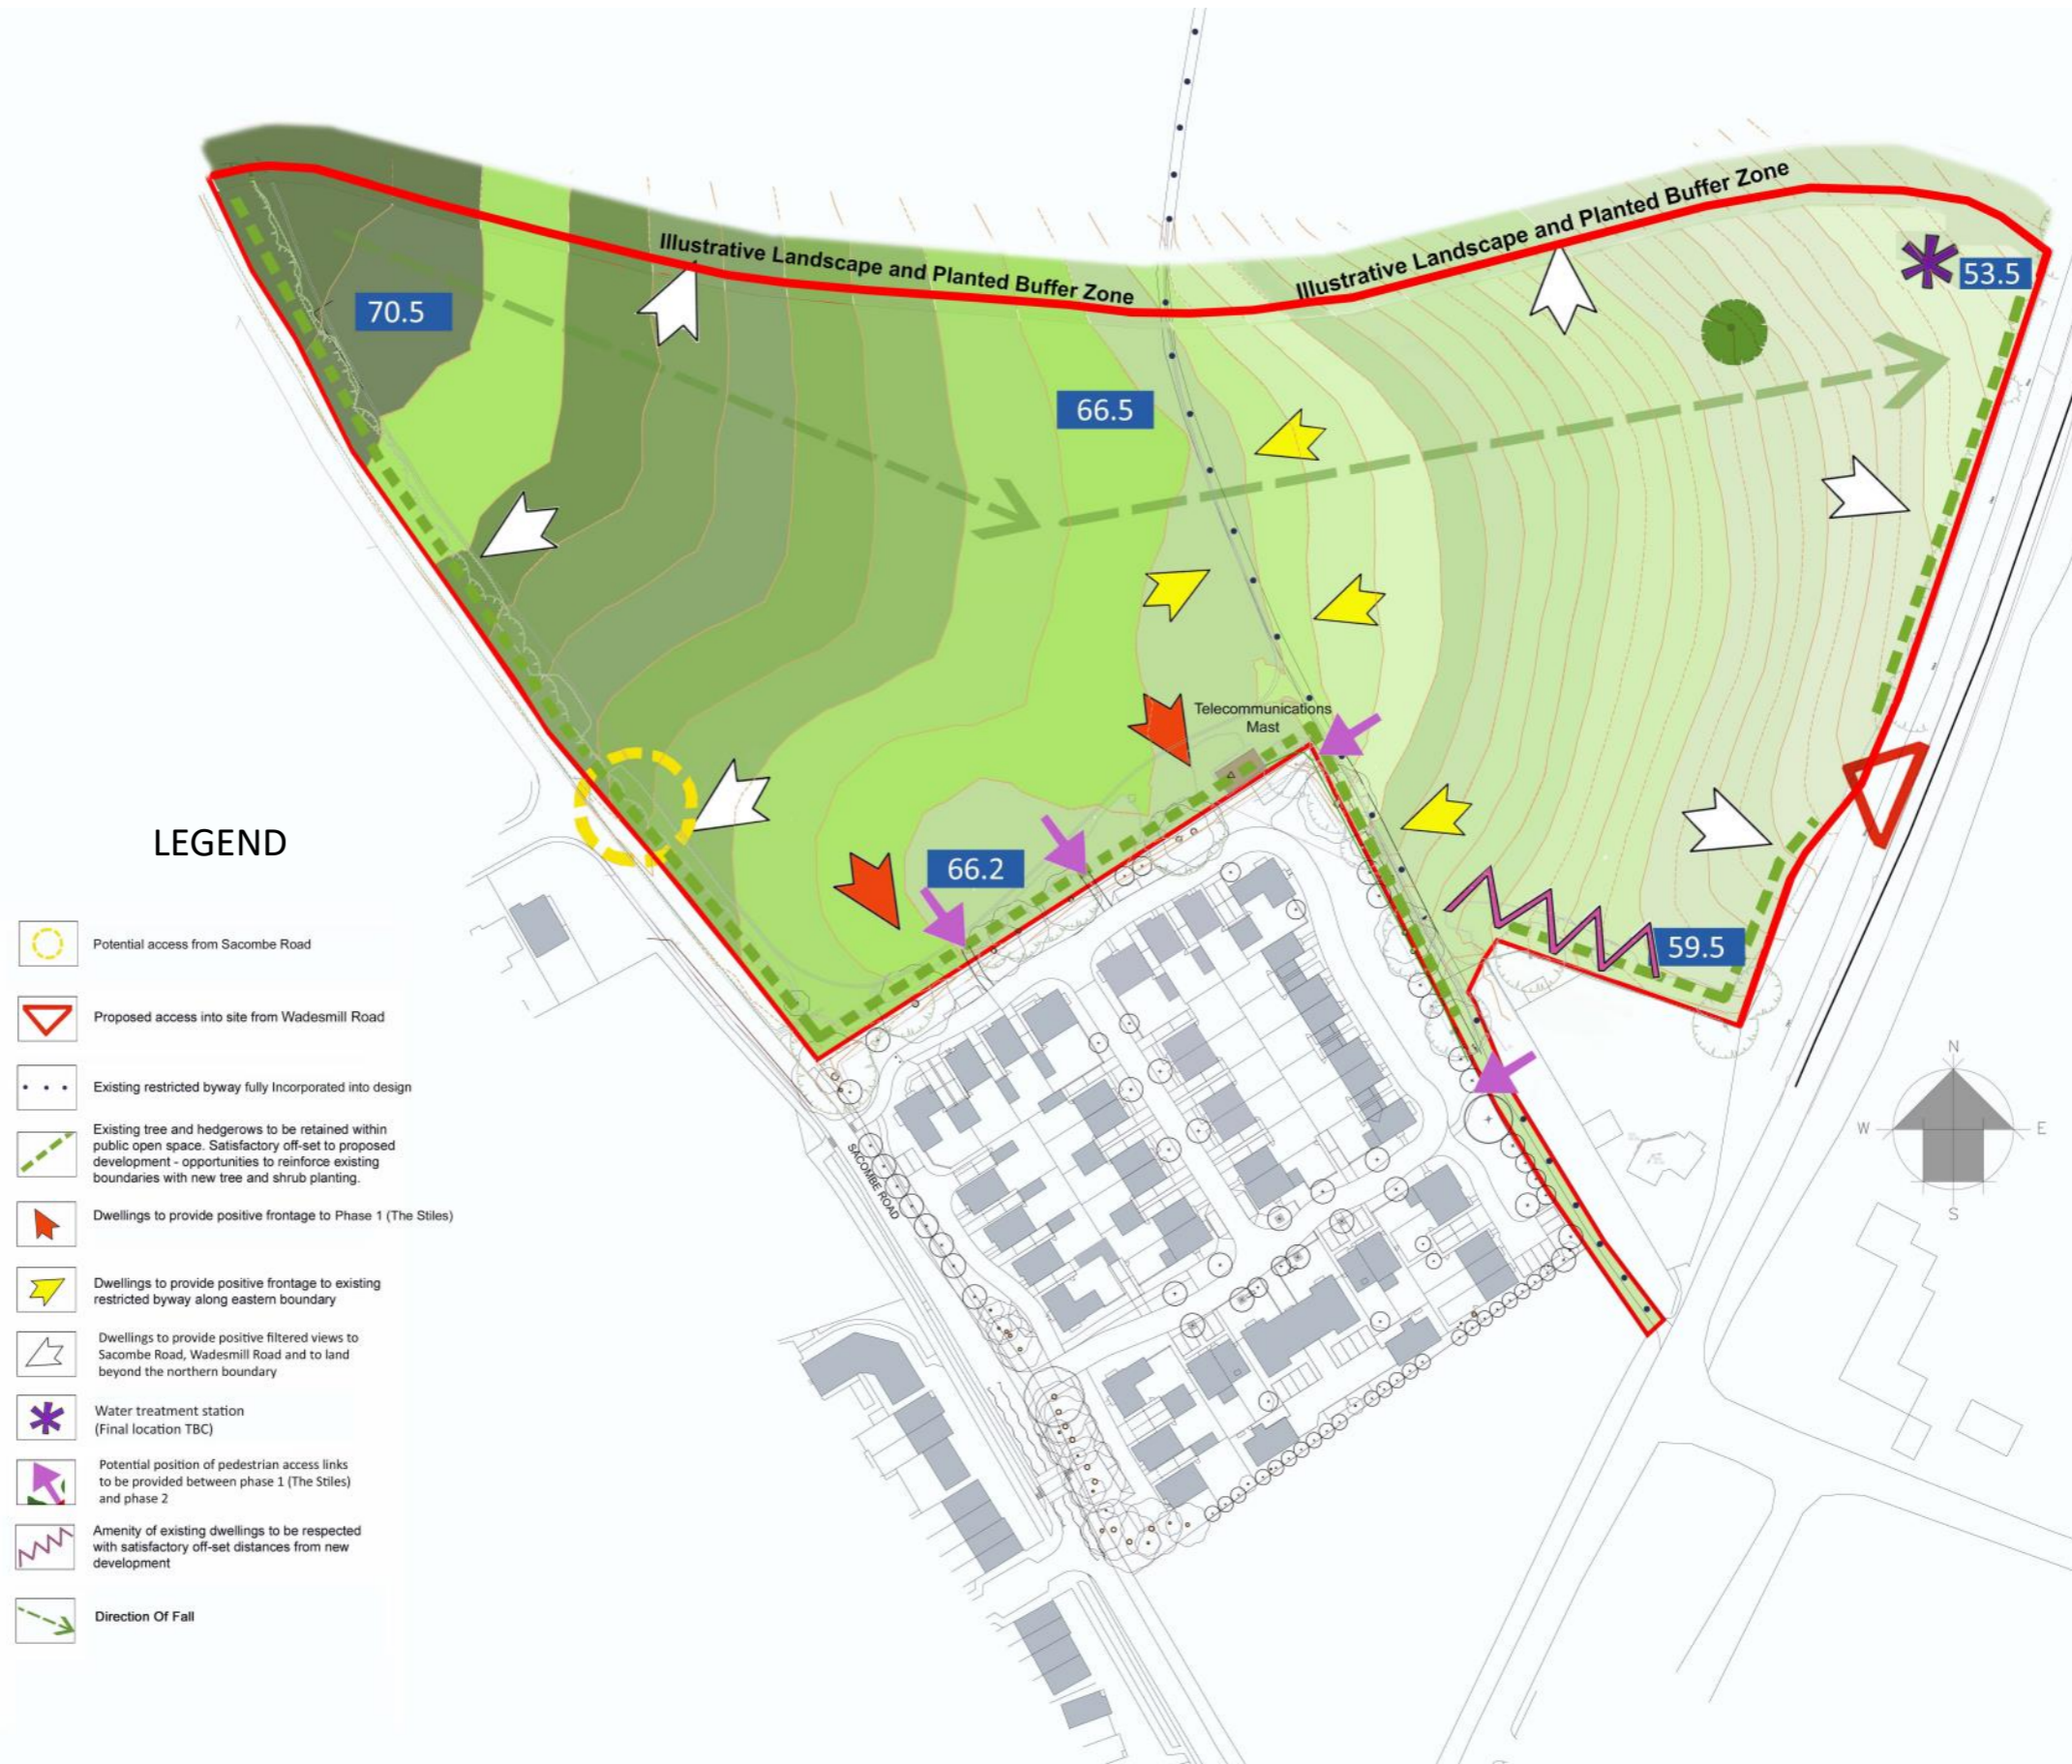 Illustrative Landscape and Planted Buffer Zone
Illustrative Landscape and Planted Buffer Zone
53.5
70.5
66.5
Telecommunications
Mast
66.2
59.5
SACOMBE ROAD
N
W
E
S
LEGEND
Potential access from Sacombe Road
Proposed access into site from Wadesmill Road
Existing restricted byway fully Incorporated into design
Existing tree and hedgerows to be retained within
public open space. Satisfactory off-set to proposed
development - opportunities to reinforce existing
boundaries with new tree and shrub planting.
Dwellings to provide positive frontage to Phase 1 (The Stiles)
Dwellings to provide positive frontage to existing
restricted byway along eastern boundary
Dwellings to provide positive filtered views to
Sacombe Road, Wadesmill Road and to land
beyond the northern boundary
Water treatment station
(Final location TBC)
Potential position of pedestrian access links
to be provided between phase 1 (The Stiles)
and phase 2
Amenity of existing dwellings to be respected
with satisfactory off-set distances from new
development
Direction Of Fall